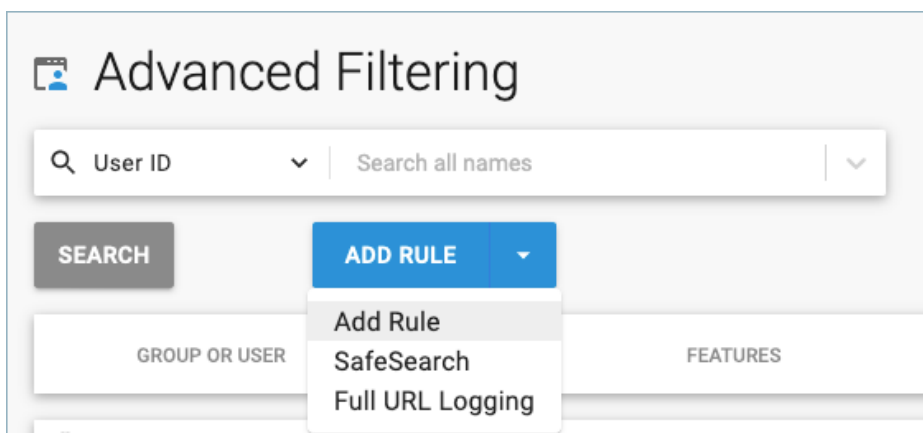 Advanced Filtering
User ID Search all names
SEARCH ADD RULE
Add Rule
GROUP OR USER SafeSearch FEATURES
Full URL Logging